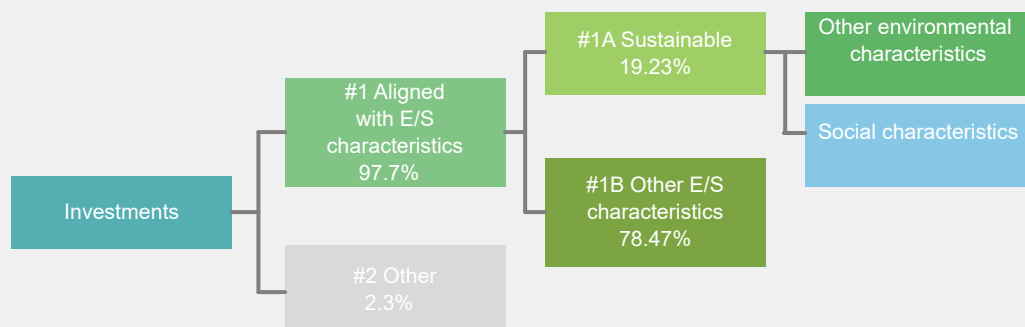 Investments
#1 Aligned
with E/S
characteristics
97.7%
#2 Other
2.3%
#1A Sustainable
19.23%
#1B Other E/S
characteristics
78.47%
Other environmental
characteristics
Social characteristics